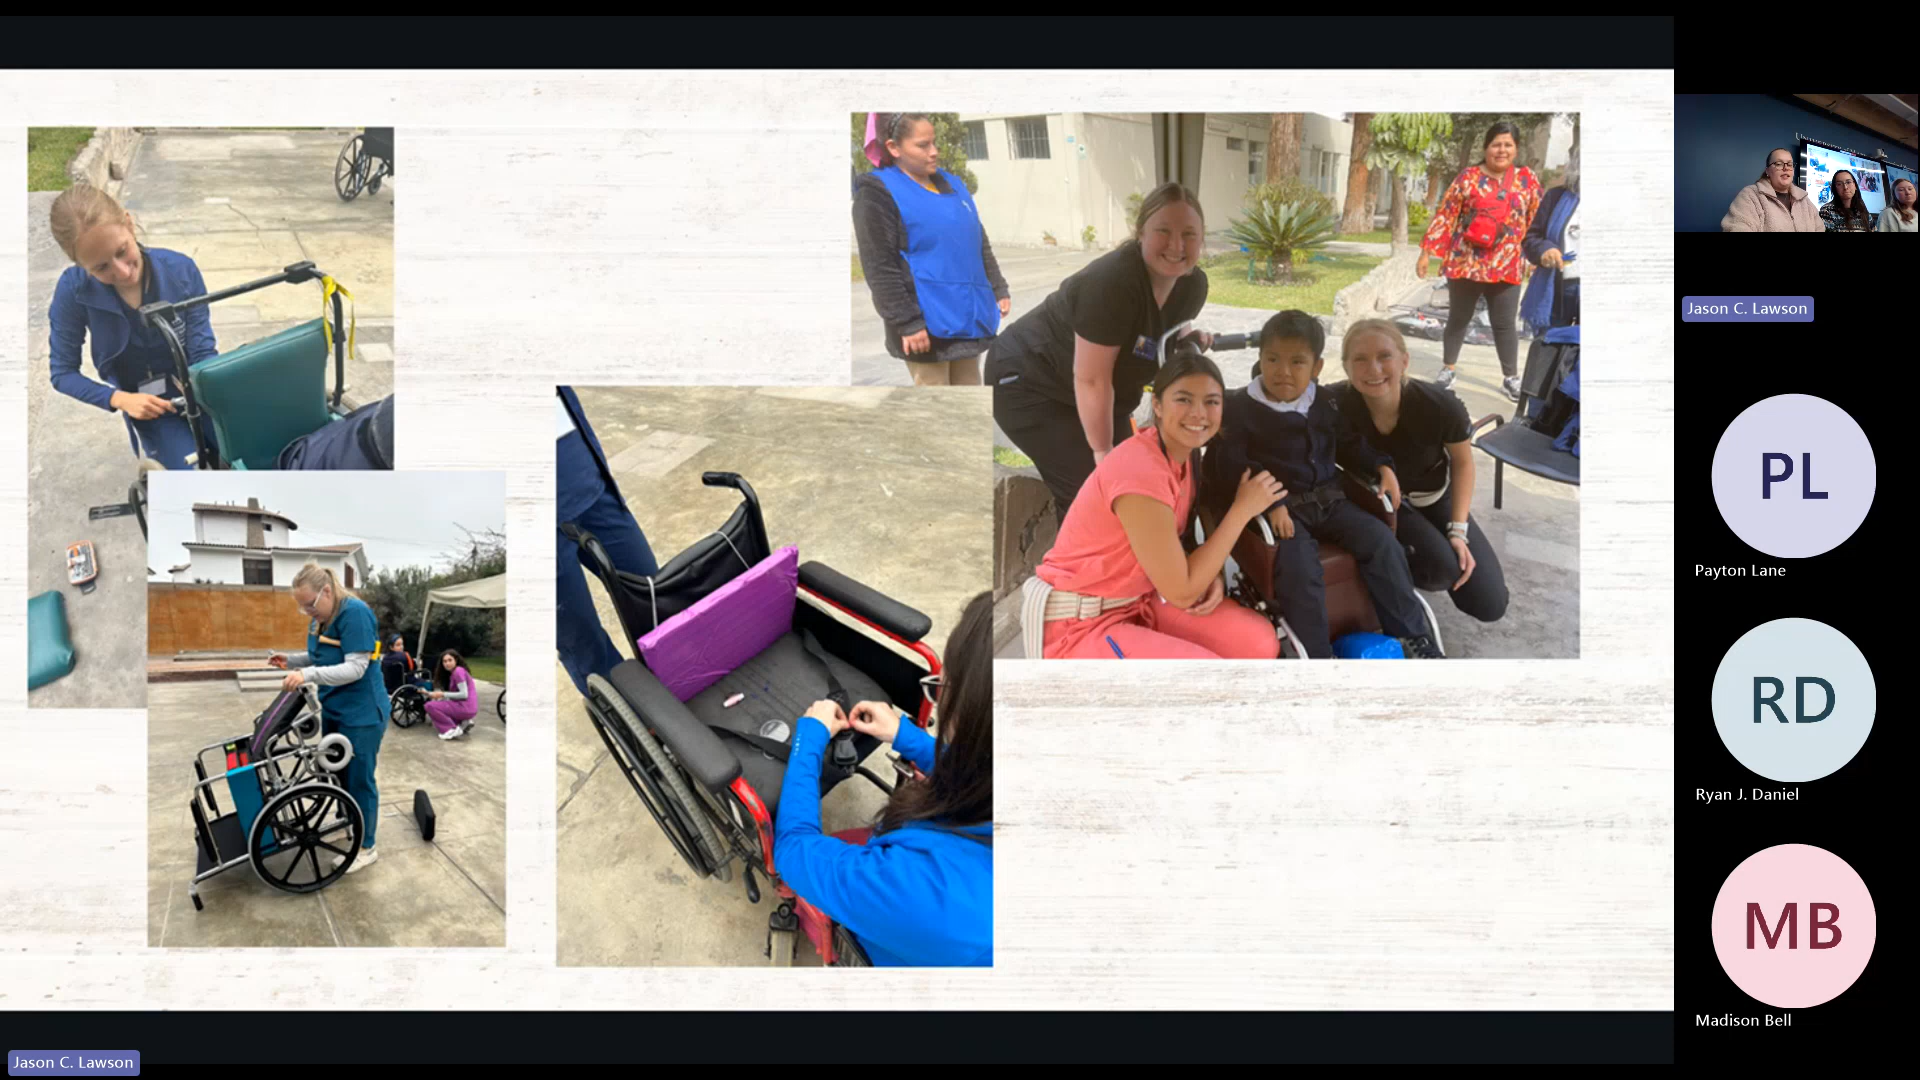 Jason C. Lawson
PL
Payton Lane
RD
Ryan J. Daniel
MB
Madison Bell
Jason C. Lawson